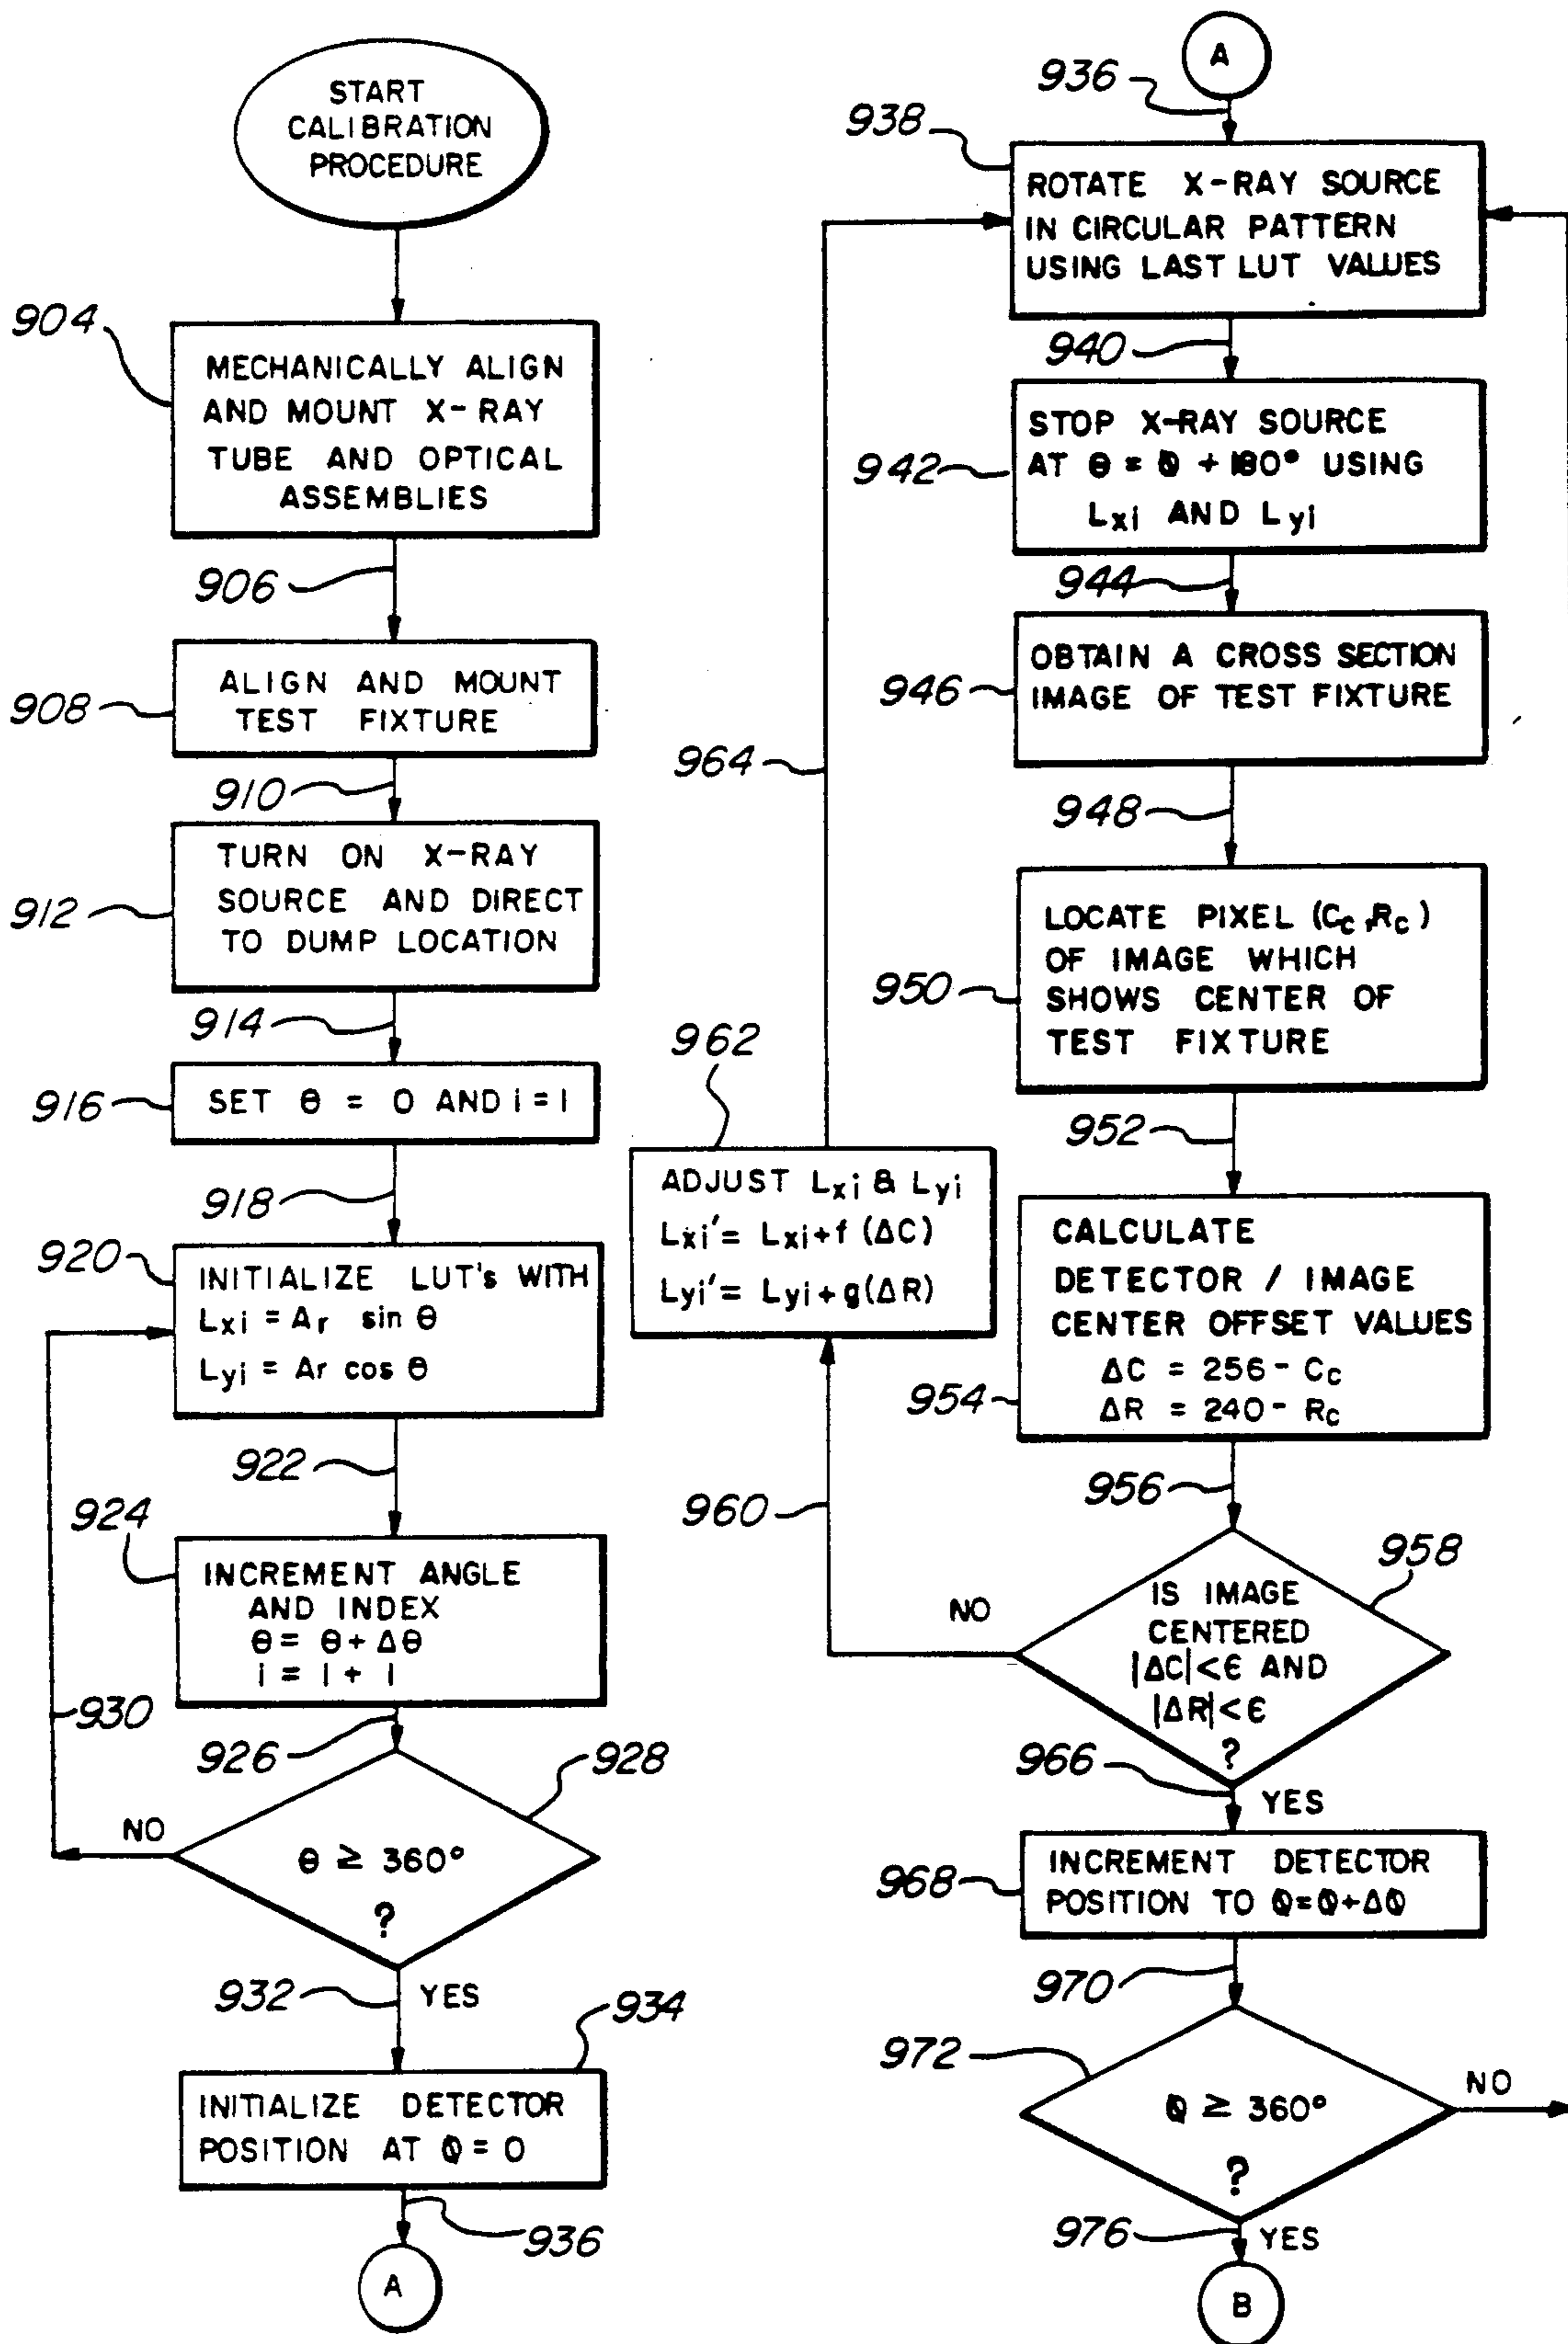 START
CALIBRATION
PROCEDURE
904
MECHANICALLY ALIGN
AND MOUNT X-RAY
TUBE AND OPTICAL
ASSEMBLIES
906
908
ALIGN AND MOUNT
TEST FIXTURE
910
912
TURN ON X-RAY
SOURCE AND DIRECT
TO DUMP LOCATION
914
916
SET θ = 0 AND i = 1
918
920
INITIALIZE LUT's WITH
Lxi = Ar sin θ
Lyi = Ar cos θ
922
924
INCREMENT ANGLE
AND INDEX
θ = θ + Δθ
i = i + 1
926
928
930
NO
θ ≥ 360°
?
932
YES
934
INITIALIZE DETECTOR
POSITION AT Φ = 0
936
A
A
936
938
ROTATE X-RAY SOURCE
IN CIRCULAR PATTERN
USING LAST LUT VALUES
940
942
STOP X-RAY SOURCE
AT θ = Φ + 180° USING
Lxi AND Lyi
944
946
OBTAIN A CROSS SECTION
IMAGE OF TEST FIXTURE
948
950
LOCATE PIXEL (Cc,Rc)
OF IMAGE WHICH
SHOWS CENTER OF
TEST FIXTURE
952
954
CALCULATE
DETECTOR / IMAGE
CENTER OFFSET VALUES
ΔC = 256 - Cc
ΔR = 240 - Rc
956
958
IS IMAGE
CENTERED
|ΔC|<ϵ AND
|ΔR|<ϵ
?
NO
960
962
ADJUST Lxi & Lyi
Lxi' = Lxi + f (ΔC)
Lyi' = Lyi + g(ΔR)
964
966
YES
968
INCREMENT DETECTOR
POSITION TO Φ=Φ+ΔΦ
970
972
Φ ≥ 360°
?
NO
976
YES
B